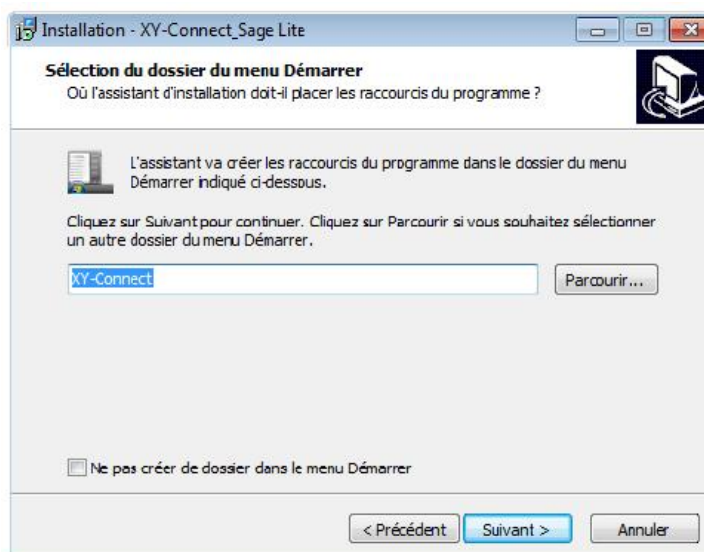 Installation - XY-Connect_Sage Lite
Sélection du dossier du menu Démarrer
Où l'assistant d'installation doit-il placer les raccourcis du programme ?
L'assistant va créer les raccourcis du programme dans le dossier du menu
Démarrer indiqué ci-dessous.
Cliquez sur Suivant pour continuer. Cliquez sur Parcourir si vous souhaitez sélectionner
un autre dossier du menu Démarrer.
XY-Connect
Parcourir...
Ne pas créer de dossier dans le menu Démarrer
< Précédent
Suivant >
Annuler